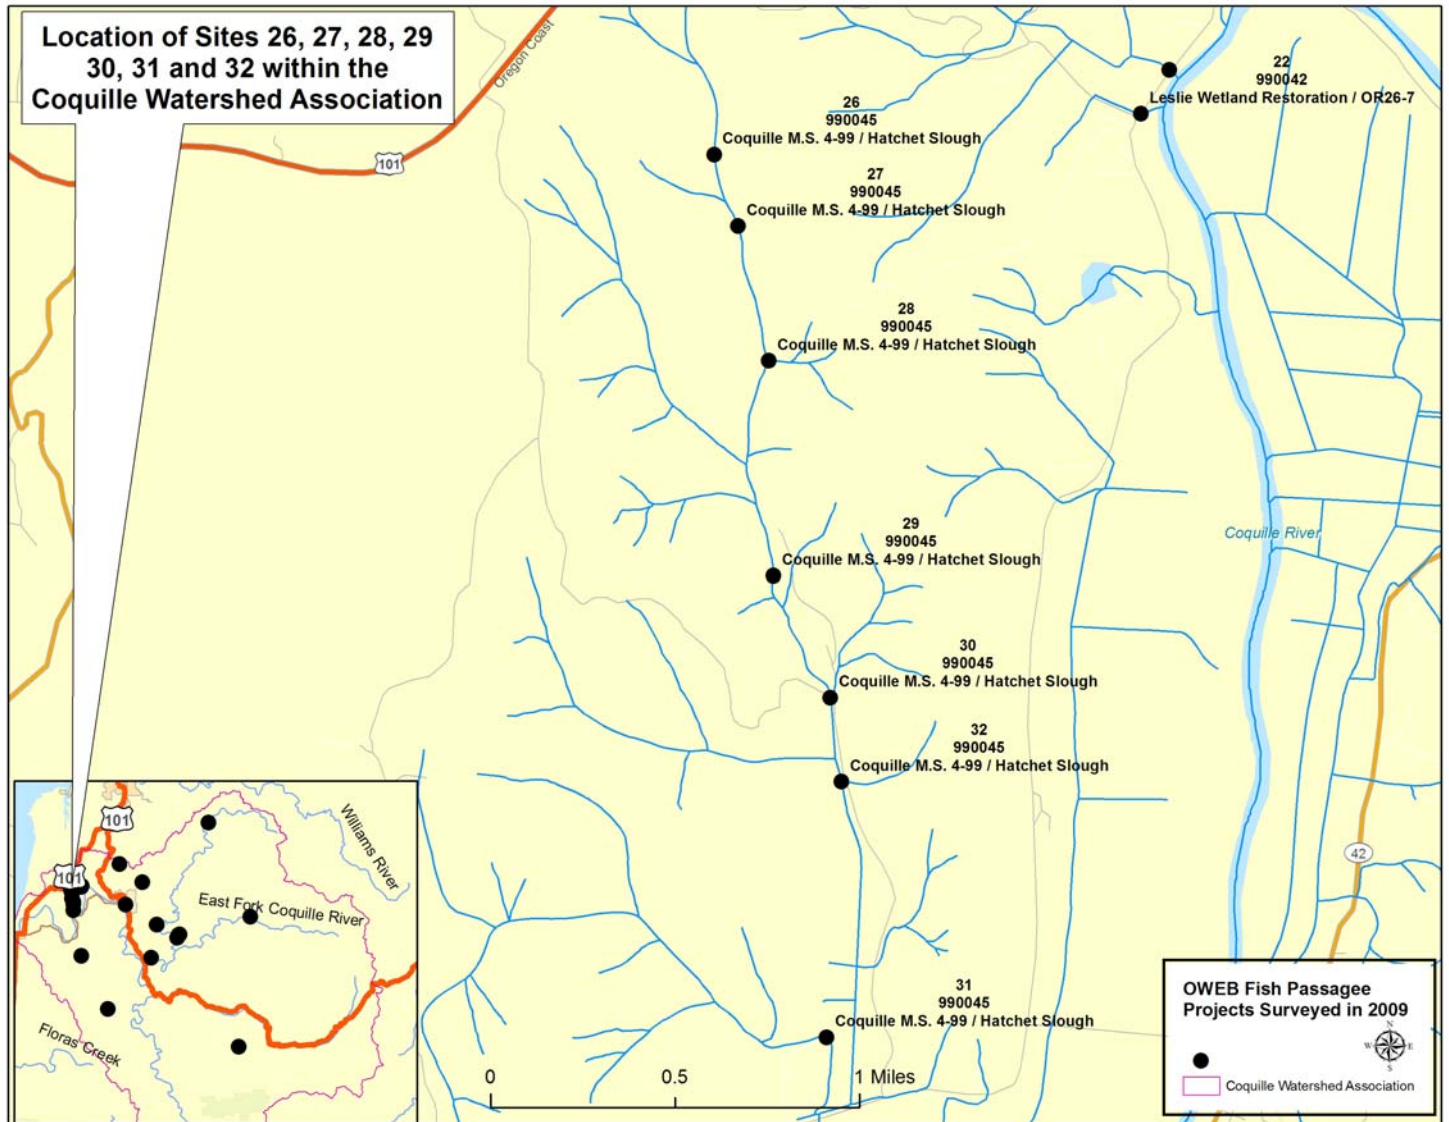 Location of Sites 26, 27, 28, 29
30, 31 and 32 within the
Coquille Watershed Association
Oregon Coast
101
22
990042
Leslie Wetland Restoration / OR26-7
26
990045
Coquille M.S. 4-99 / Hatchet Slough
27
990045
Coquille M.S. 4-99 / Hatchet Slough
28
990045
Coquille M.S. 4-99 / Hatchet Slough
29
990045
Coquille M.S. 4-99 / Hatchet Slough
Coquille River
30
990045
Coquille M.S. 4-99 / Hatchet Slough
32
990045
Coquille M.S. 4-99 / Hatchet Slough
42
31
990045
Coquille M.S. 4-99 / Hatchet Slough
0 0.5 1 Miles
101
101
Williams River
East Fork Coquille River
Floras Creek
OWEB Fish Passagee
Projects Surveyed in 2009
N
W E
S
Coquille Watershed Association